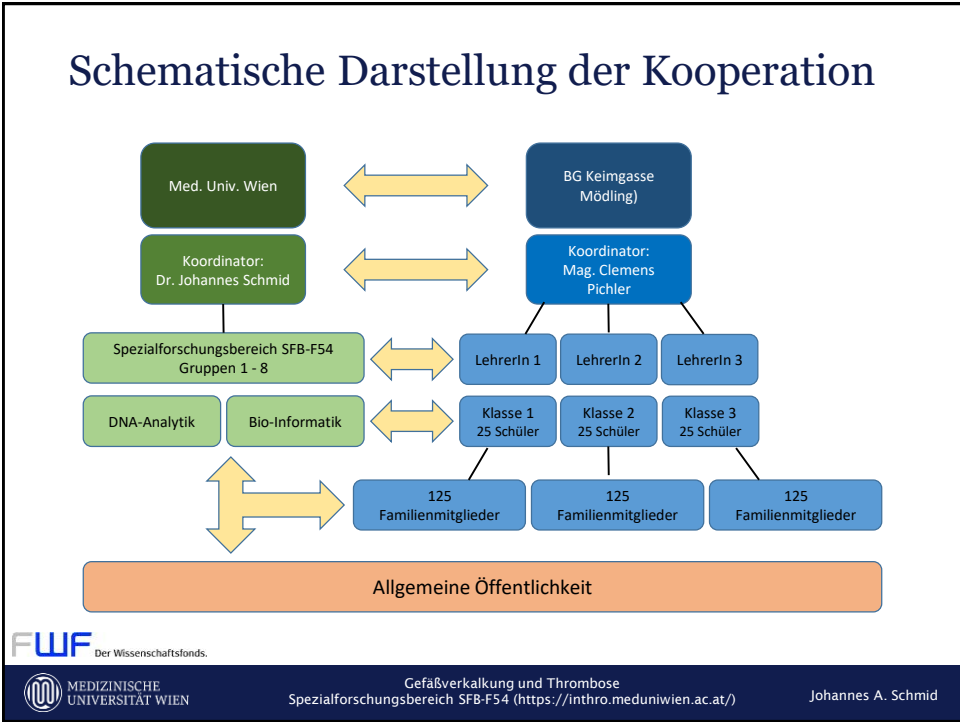 Schematische Darstellung der Kooperation
Med. Univ. Wien
BG Keimgasse
Mödling)
Koordinator:
Dr. Johannes Schmid
Koordinator:
Mag. Clemens
Pichler
Spezialforschungsbereich SFB-F54
Gruppen 1 - 8
LehrerIn 1
LehrerIn 2
LehrerIn 3
DNA-Analytik
Bio-Informatik
Klasse 1
25 Schüler
Klasse 2
25 Schüler
Klasse 3
25 Schüler
125
Familienmitglieder
125
Familienmitglieder
125
Familienmitglieder
Allgemeine Öffentlichkeit
FWF Der Wissenschaftsfonds.
MEDIZINISCHE
UNIVERSITÄT WIEN
Gefäßverkalkung und Thrombose
Spezialforschungsbereich SFB-F54 (https://inthro.meduniwien.ac.at/)
Johannes A. Schmid